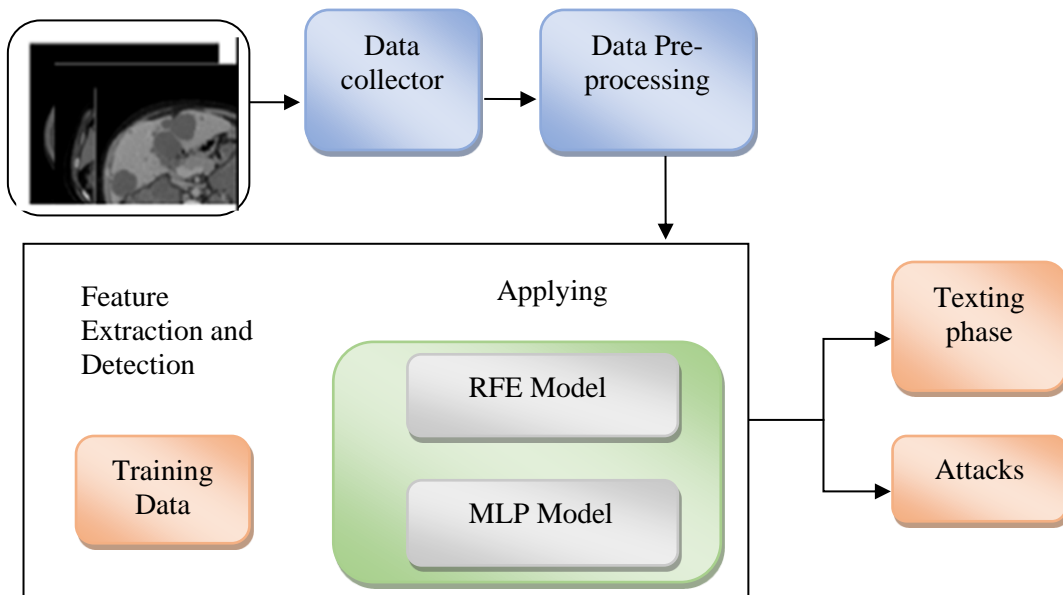 Data
collector
Data Pre-
processing
Feature
Extraction and
Detection
Applying
RFE Model
MLP Model
Training
Data
Texting
phase
Attacks